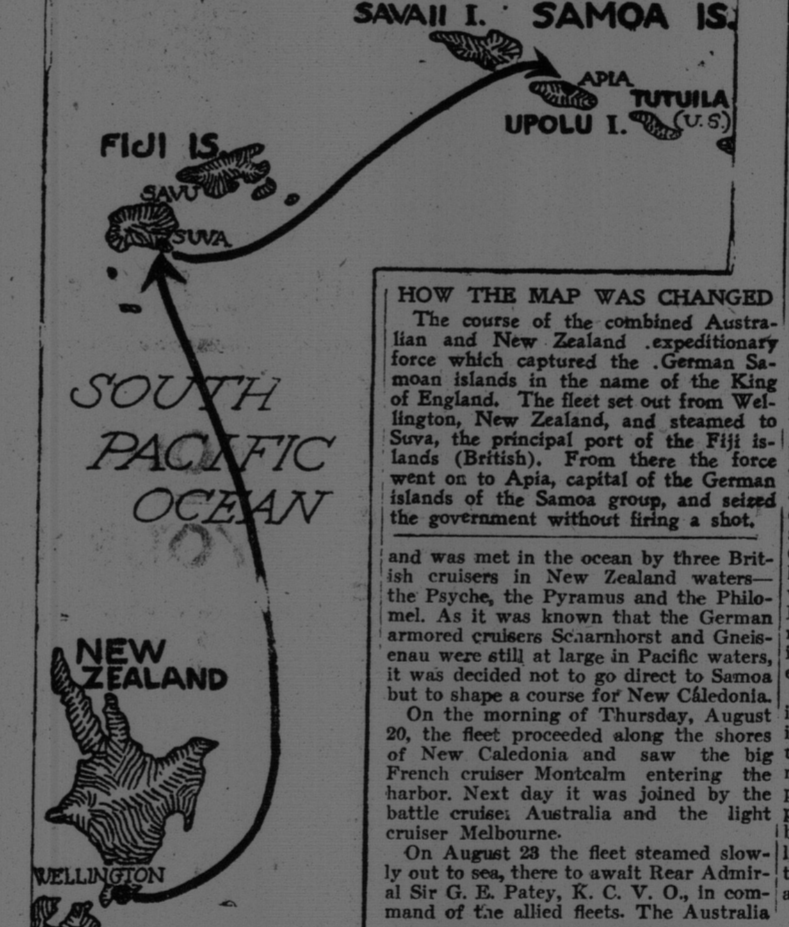 SAVAII I. SAMOA IS.
APIA
TUTUILA
UPOLU I. (U.S.)
FIJI IS.
SAVU
SUVA
SOUTH
PACIFIC
OCEAN
NEW
ZEALAND
WELLINGTON
HOW THE MAP WAS CHANGED
The course of the combined Austra-
lian and New Zealand expeditionary
force which captured the German Sa-
moan islands in the name of the King
of England. The fleet set out from Wel-
lington, New Zealand, and steamed to
Suva, the principal port of the Fiji is-
lands (British). From there the force
went on to Apia, capital of the German
islands of the Samoa group, and seized
the government without firing a shot.
and was met in the ocean by three Brit-
ish cruisers in New Zealand waters—
the Psyche, the Pyramus and the Philo-
mel. As it was known that the German
armored cruisers Scharnhorst and Gneis-
enau were still at large in Pacific waters,
it was decided not to go direct to Samoa
but to shape a course for New Caledonia.
On the morning of Thursday, August
20, the fleet proceeded along the shores
of New Caledonia and saw the big
French cruiser Montcalm entering the
harbor. Next day it was joined by the
battle cruiser Australia and the light
cruiser Melbourne.
On August 23 the fleet steamed slow-
ly out to sea, there to await Rear Admir-
al Sir G. E. Patey, K. C. V. O., in com-
mand of the allied fleets. The Australia